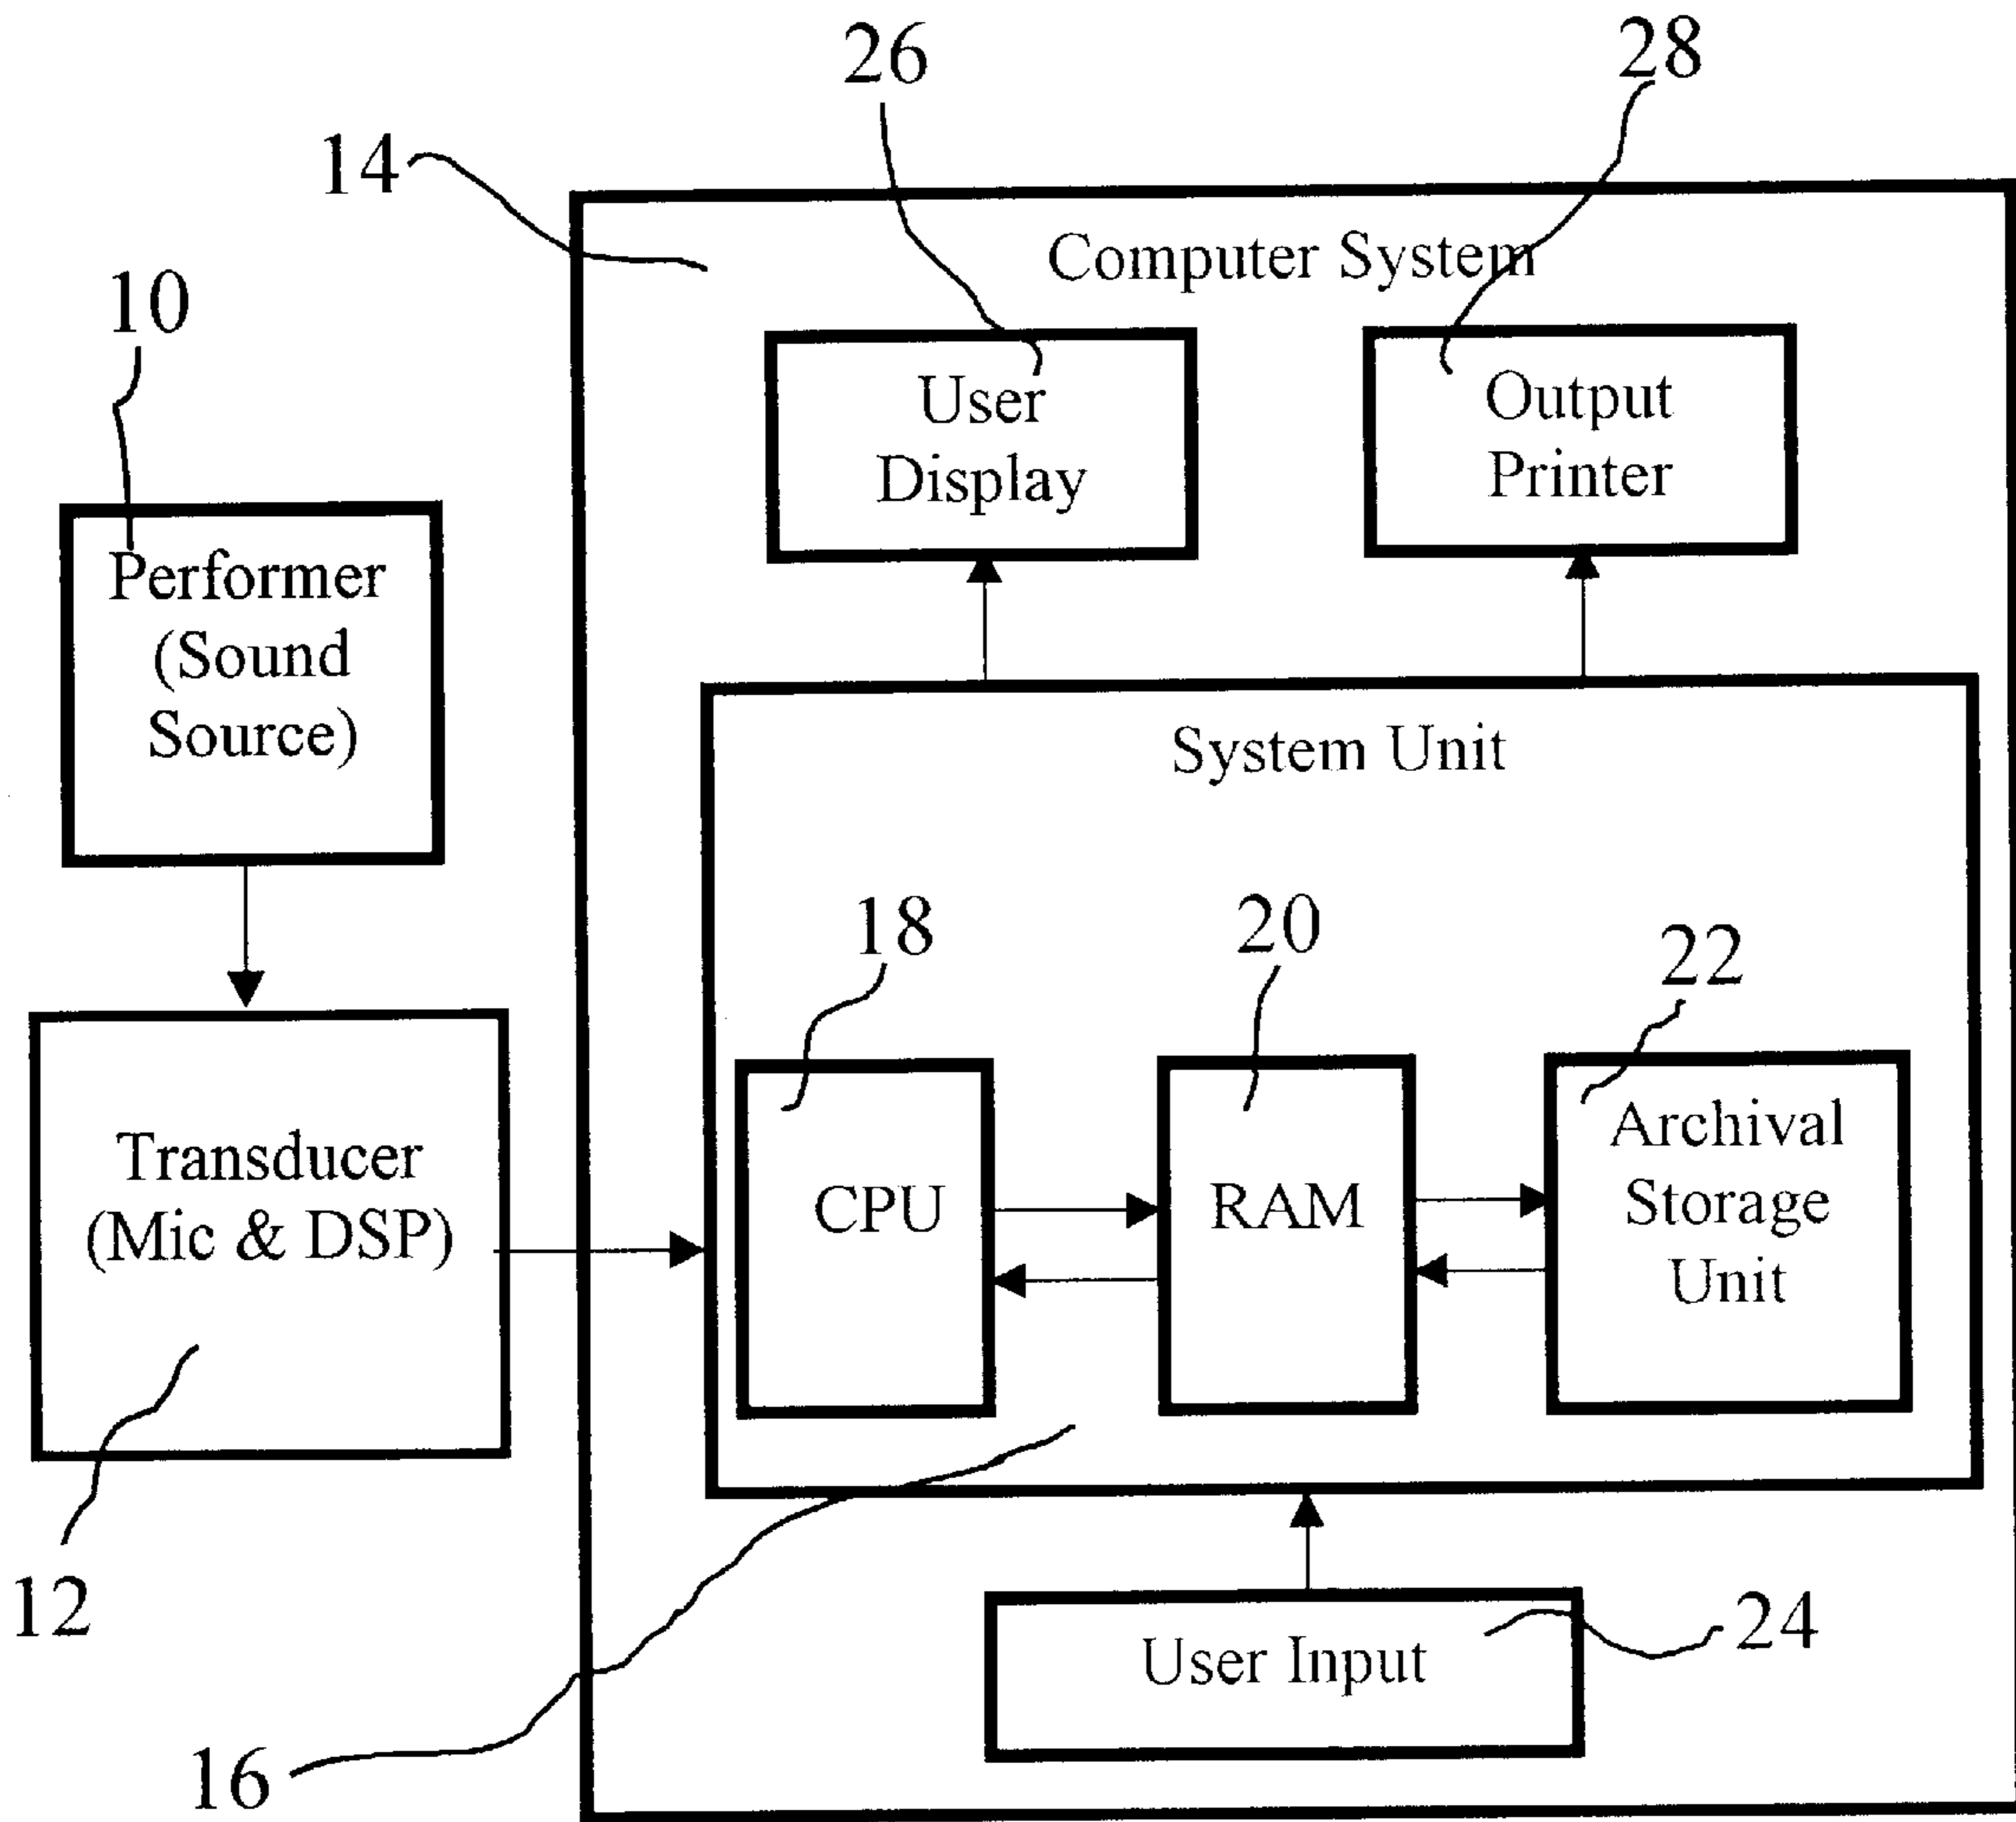 26
28
14
Computer System
10
User
Display
Output
Printer
Performer
(Sound
Source)
System Unit
18
20
22
Transducer
(Mic & DSP)
CPU
RAM
Archival
Storage
Unit
12
User Input
24
16